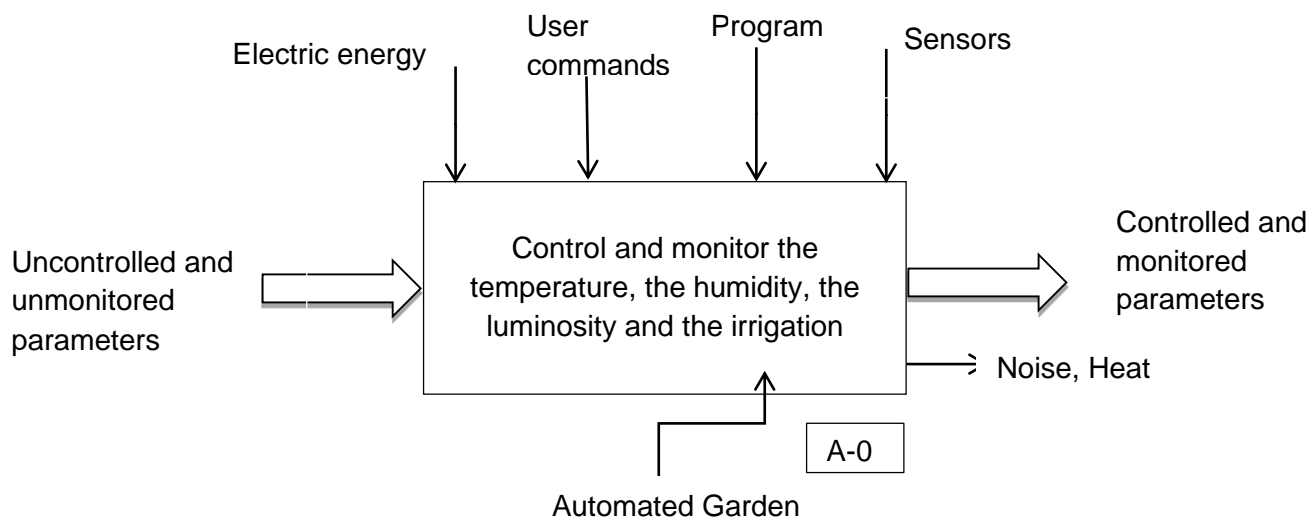 Electric energy
User
commands
Program
Sensors
Uncontrolled and
unmonitored
parameters
Control and monitor the
temperature, the humidity, the
luminosity and the irrigation
Controlled and
monitored
parameters
Noise, Heat
A-0
Automated Garden